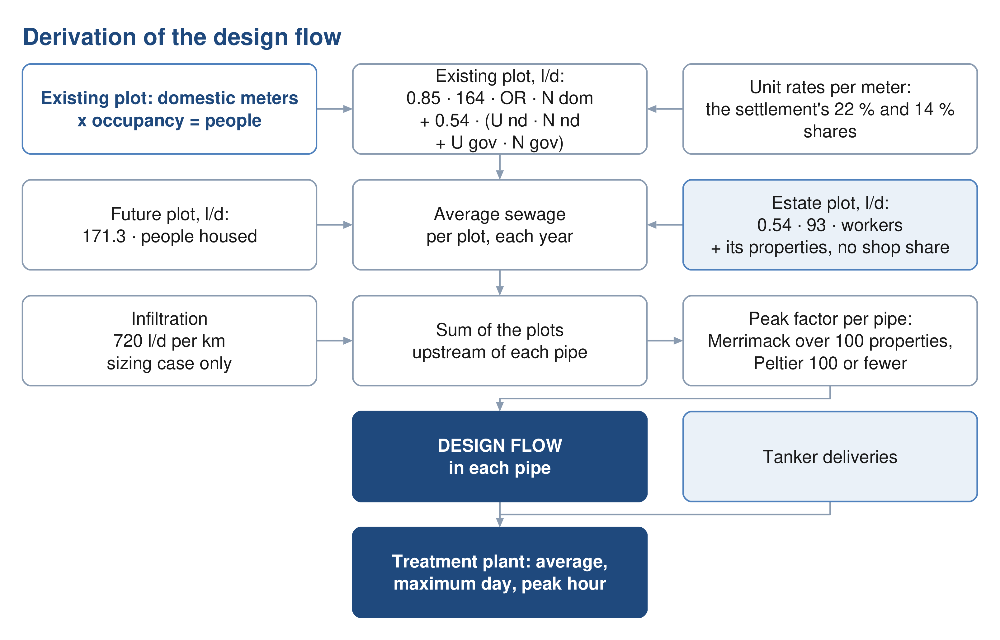 Derivation of the design flow
Existing plot: domestic meters
x occupancy = people
Existing plot, l/d:
0.85 · 164 · OR · N dom
+ 0.54 · (U nd · N nd
+ U gov · N gov)
Unit rates per meter:
the settlement's 22 % and 14 %
shares
Future plot, l/d:
171.3 · people housed
Average sewage
per plot, each year
Estate plot, l/d:
0.54 · 93 · workers
+ its properties, no shop share
Infiltration
720 l/d per km
sizing case only
Sum of the plots
upstream of each pipe
Peak factor per pipe:
Merrimack over 100 properties,
Peltier 100 or fewer
DESIGN FLOW
in each pipe
Tanker deliveries
Treatment plant: average,
maximum day, peak hour